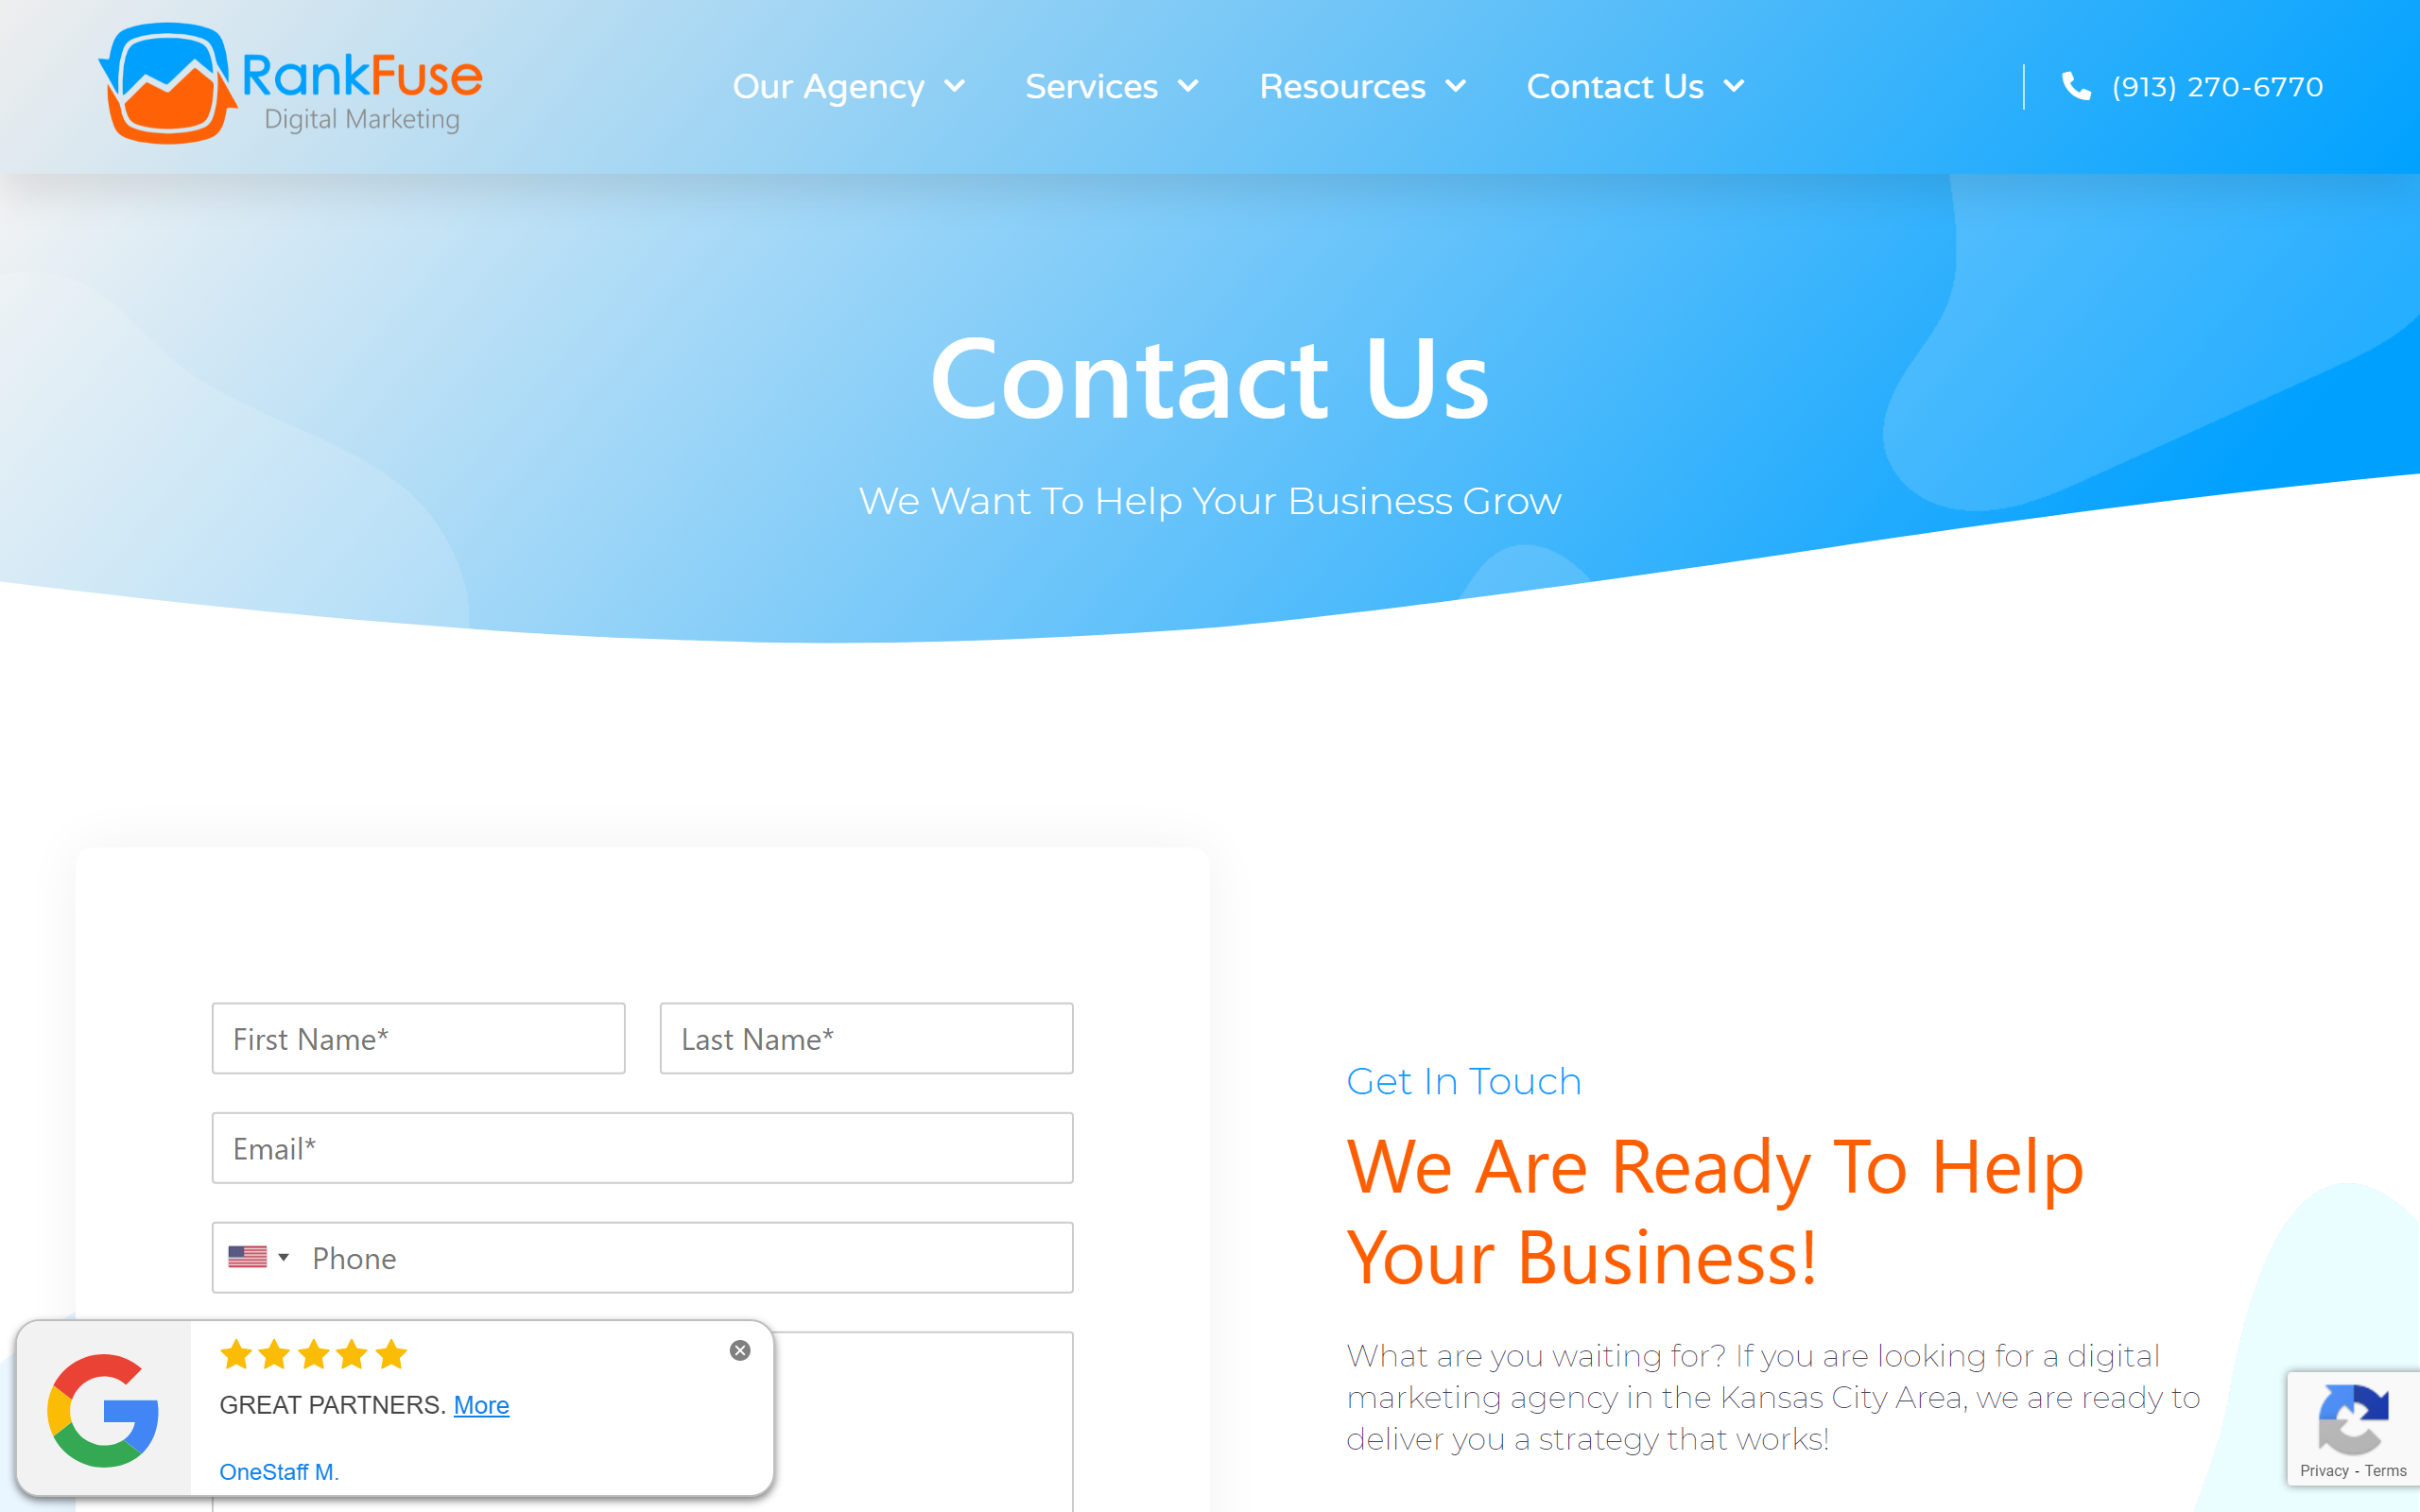 RankFuse
Digital Marketing
Our Agency
Services
Resources
Contact Us
(913) 270-6770
Contact Us
We Want To Help Your Business Grow
First Name*
Last Name*
Email*
Phone
Get In Touch
We Are Ready To Help
Your Business!
What are you waiting for? If you are looking for a digital
marketing agency in the Kansas City Area, we are ready to
deliver you a strategy that works!
GREAT PARTNERS. More
OneStaff M.
Privacy - Terms